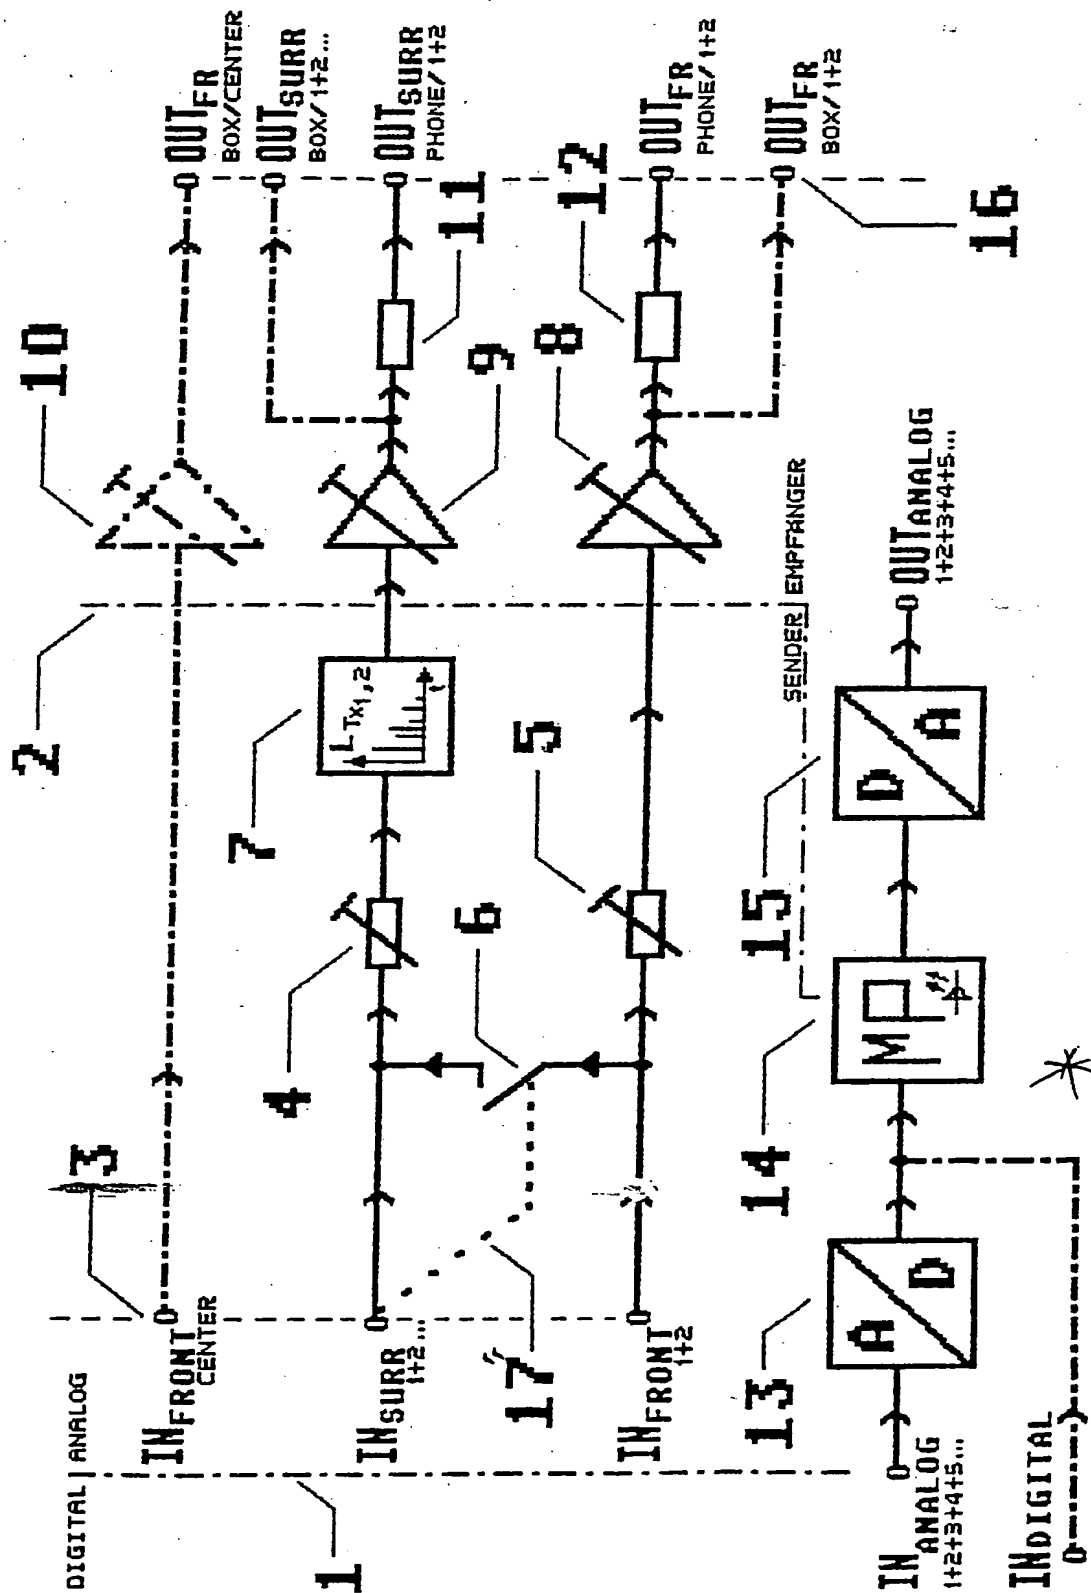 DIGITAL ANALOG
1
IN FRONT
CENTER
3
2
10
OUT FR
BOX/CENTER
OUT SURR
BOX/1+2...
IN SURR
1+2...
17
4
6
7
L TX1,2
t
9
11
OUT SURR
PHONE/1+2
IN FRONT
1+2
5
8
12
OUT FR
PHONE/1+2
OUT FR
BOX/1+2
16
SENDER EMPFANGER
IN ANALOG
1+2+3+4+5...
13
A
D
14
MP
15
D
A
OUT ANALOG
1+2+3+4+5...
IN DIGITAL